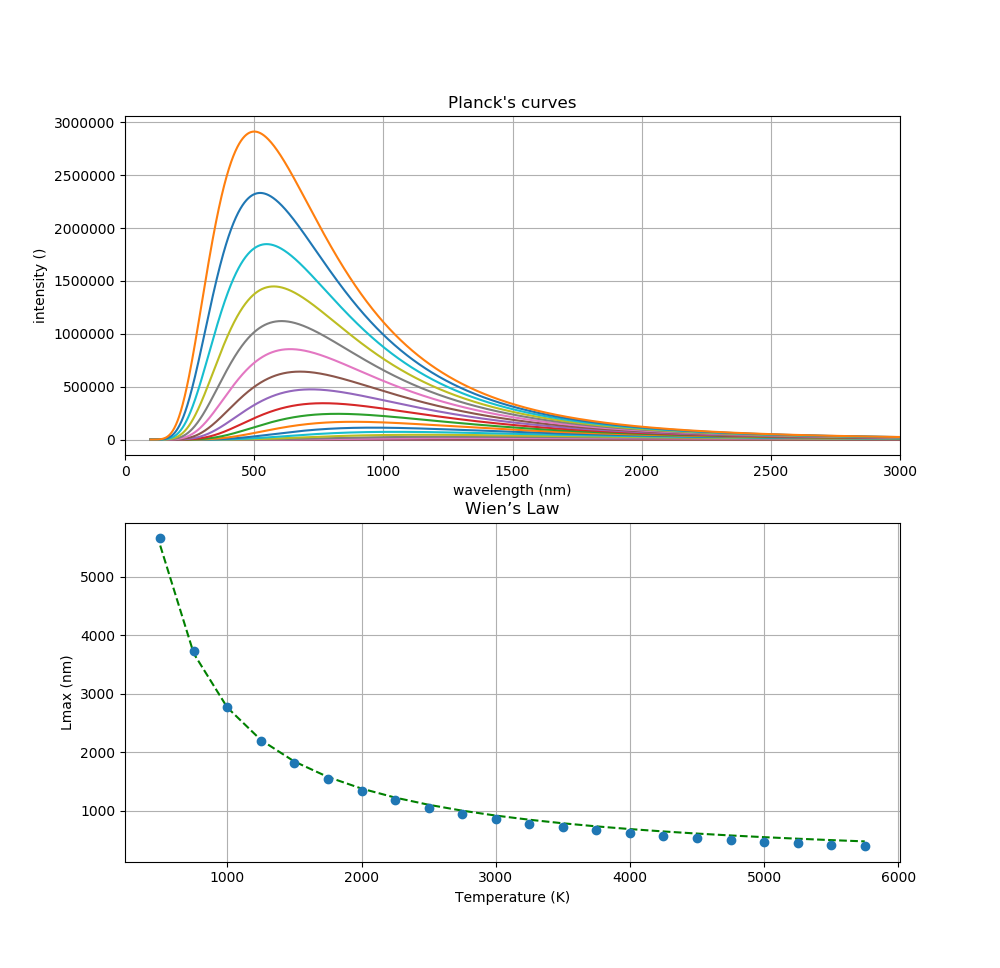 Planck's curves
3000000
2500000
2000000
1500000
1000000
500000
0
intensity ()
0 500 1000 1500 2000 2500 3000
wavelength (nm)
Wien’s Law
5000
4000
3000
2000
1000
Lmax (nm)
1000 2000 3000 4000 5000 6000
Temperature (K)